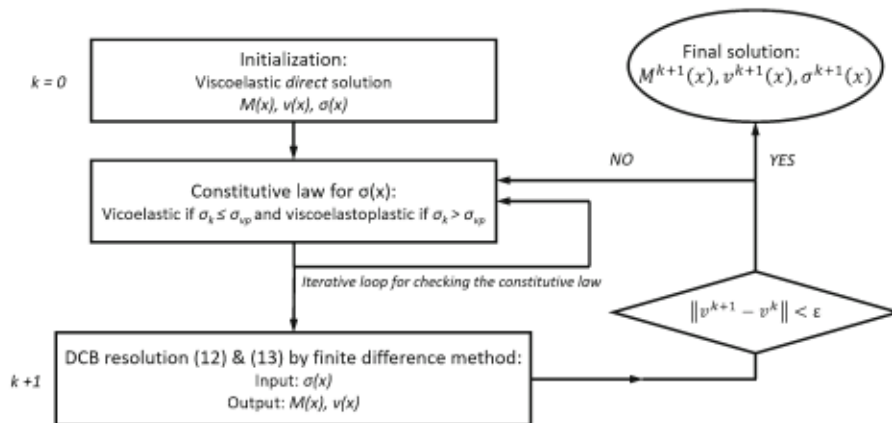 Initialization:
Viscoelastic direct solution
M(x), v(x), σ(x)
k = 0
Final solution:
M^{k+1}(x), v^{k+1}(x), σ^{k+1}(x)
NO
YES
Constitutive law for σ(x):
Vicoelastic if σ_k ≤ σ_vp and viscoelastoplastic if σ_k > σ_vp
Iterative loop for checking the constitutive law
‖v^{k+1} − v^k‖ < ε
DCB resolution (12) & (13) by finite difference method:
Input: σ(x)
Output: M(x), v(x)
k +1